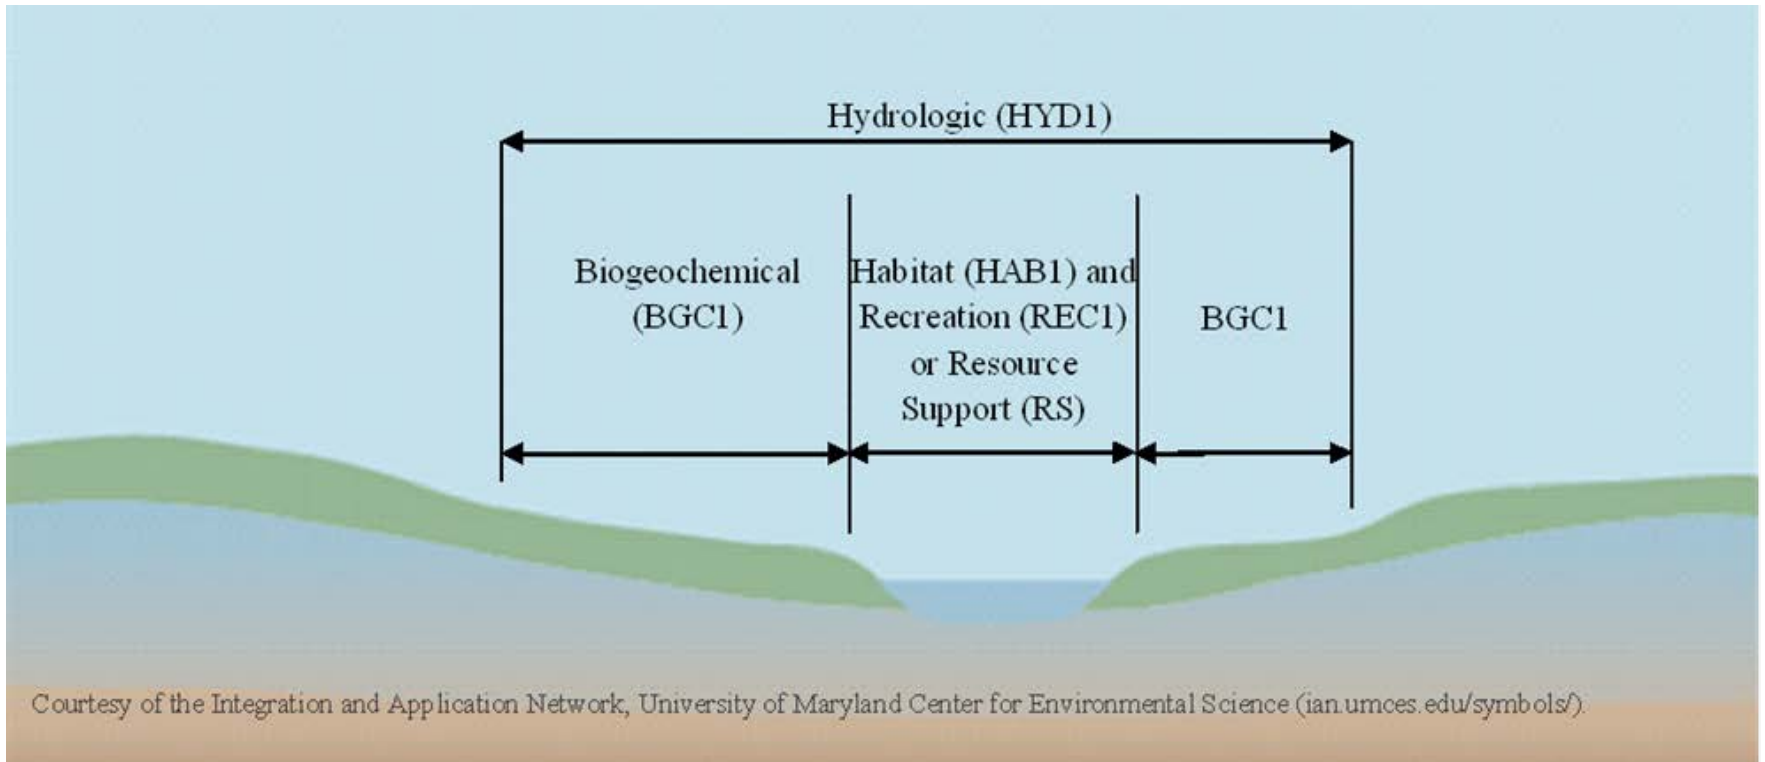 Hydrologic (HYD1)
Biogeochemical
(BGC1)
Habitat (HAB1) and
Recreation (REC1)
or Resource
Support (RS)
BGC1
Courtesy of the Integration and Application Network, University of Maryland Center for Environmental Science (ian.umces.edu/symbols/).